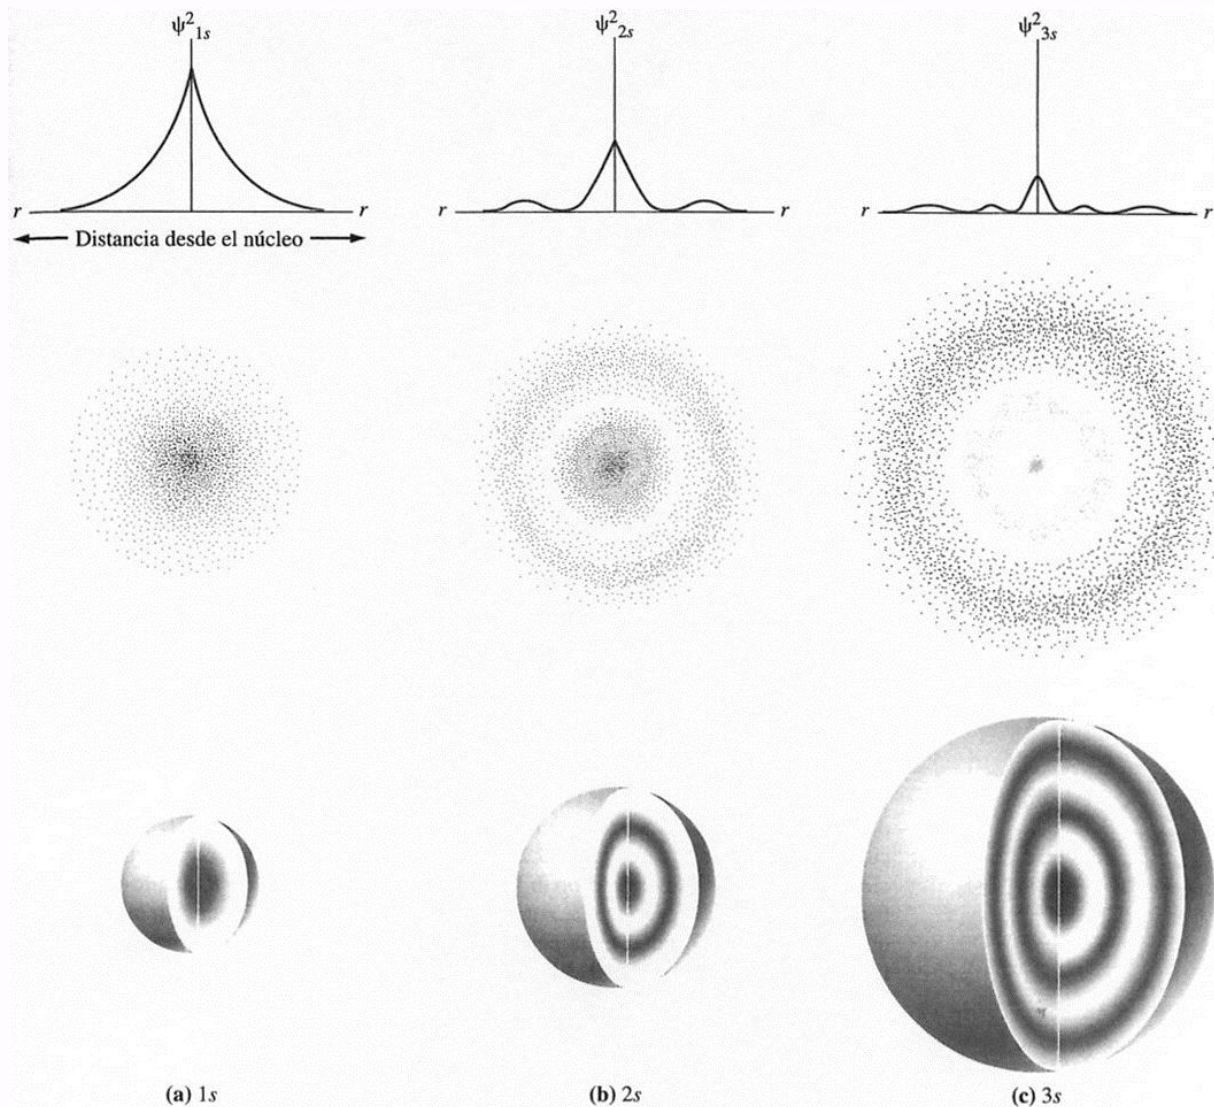 ψ²₁ₛ
ψ²₂ₛ
ψ²₃ₛ
r r
r r
r r
Distancia desde el núcleo
(a) 1s
(b) 2s
(c) 3s